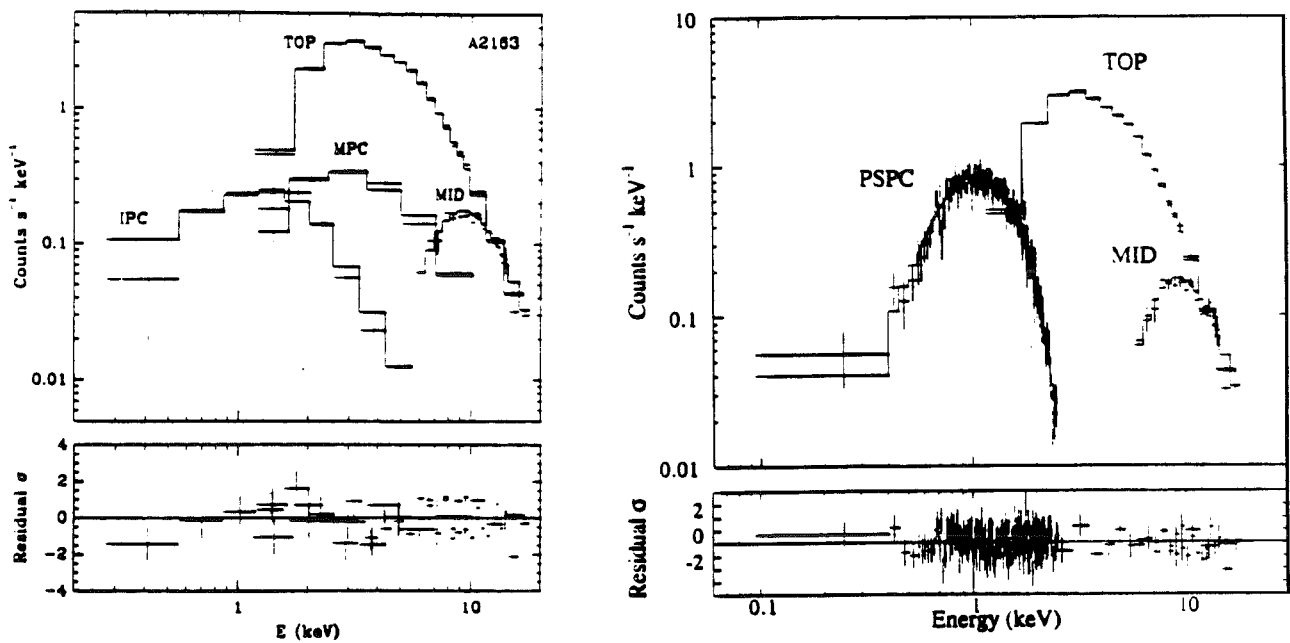 TOP
A2163
MPC
MID
IPC
1
0.1
0.01
Counts s⁻¹ keV⁻¹
4
2
0
-2
-4
Residual σ
1
10
E (keV)
10
1
0.1
0.01
Counts s⁻¹ keV⁻¹
TOP
PSPC
MID
2
0
-2
Residual σ
0.1
1
10
Energy (keV)